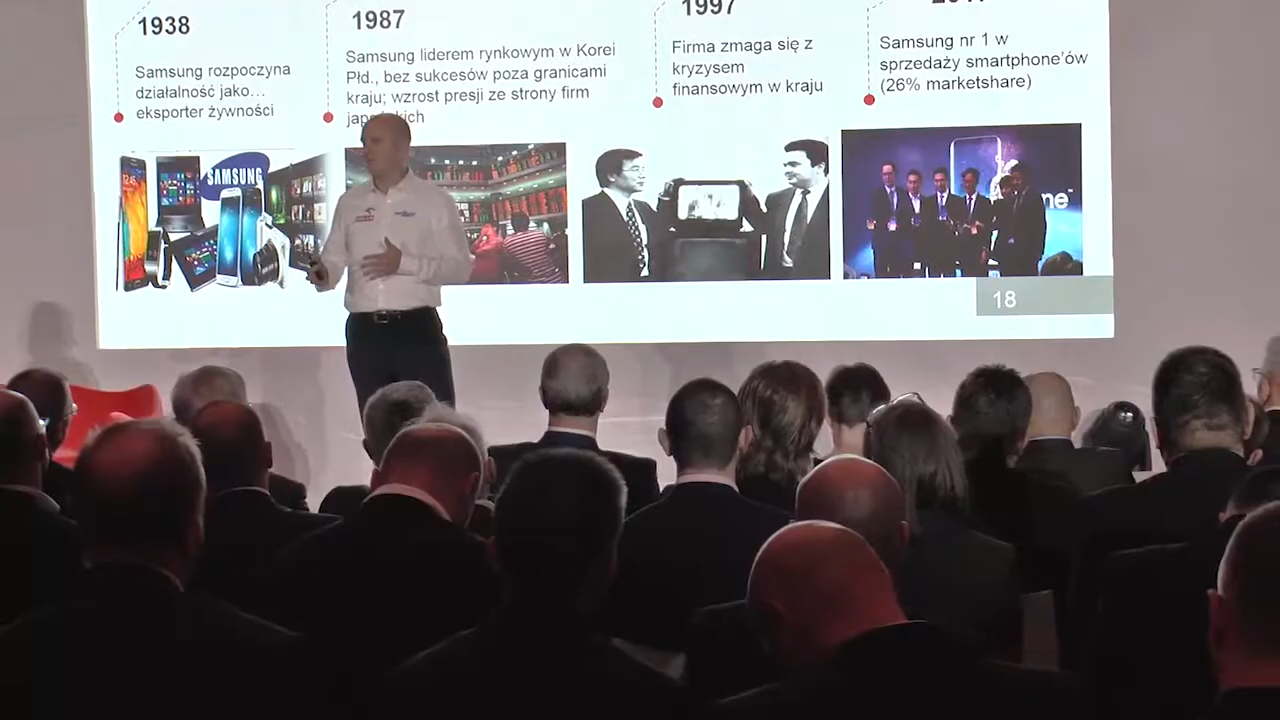 1938
Samsung rozpoczyna
działalność jako…
eksporter żywności
SAMSUNG
1987
Samsung liderem rynkowym w Korei
Płd., bez sukcesów poza granicami
kraju; wzrost presji ze strony firm
1997
Firma zmaga się z
kryzysem
finansowym w kraju
Samsung nr 1 w
sprzedaży smartphone'ów
(26% marketshare)
18